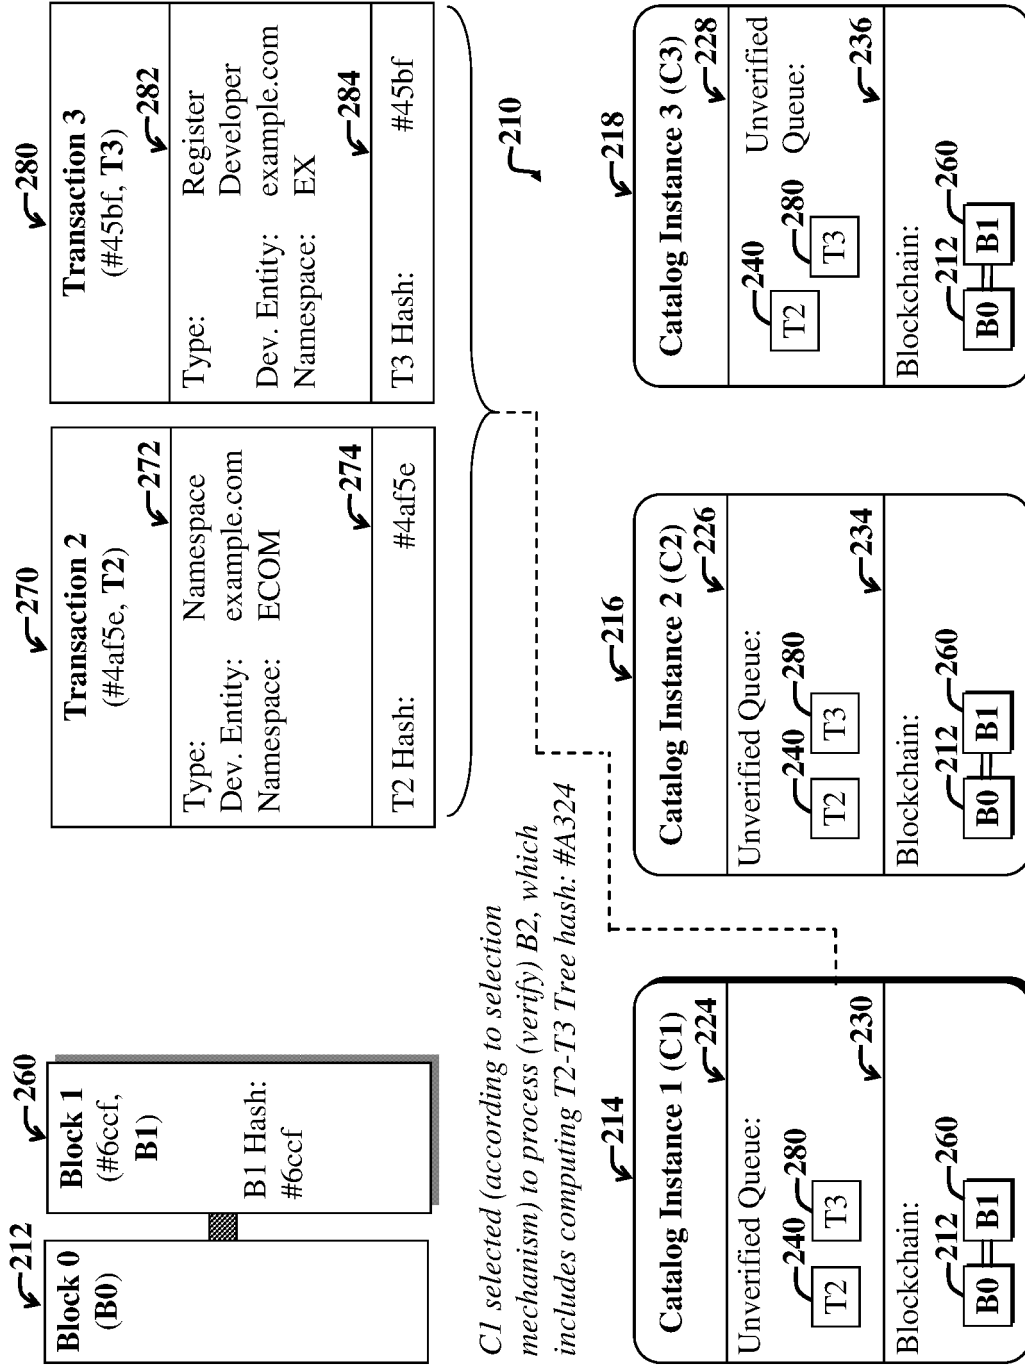 212
Block 0
(B0)
260
Block 1
(#6ccf,
B1)
B1 Hash:
#6ccf
270
Transaction 2
(#4af5e, T2)
272
Type: Namespace
Dev. Entity: example.com
Namespace: ECOM
274
T2 Hash: #4af5e
280
Transaction 3
(#45bf, T3)
282
Type: Register
Developer
Dev. Entity: example.com
Namespace: EX
284
T3 Hash: #45bf
C1 selected (according to selection
mechanism) to process (verify) B2, which
includes computing T2-T3 Tree hash: #A324
210
214
Catalog Instance 1 (C1)
224
Unverified Queue:
240 280
T2 T3
230
Blockchain:
212 260
B0 B1
216
Catalog Instance 2 (C2)
226
Unverified Queue:
240 280
T2 T3
234
Blockchain:
212 260
B0 B1
218
Catalog Instance 3 (C3)
228
Unverified
Queue:
240 280
T2 T3
236
Blockchain:
212 260
B0 B1